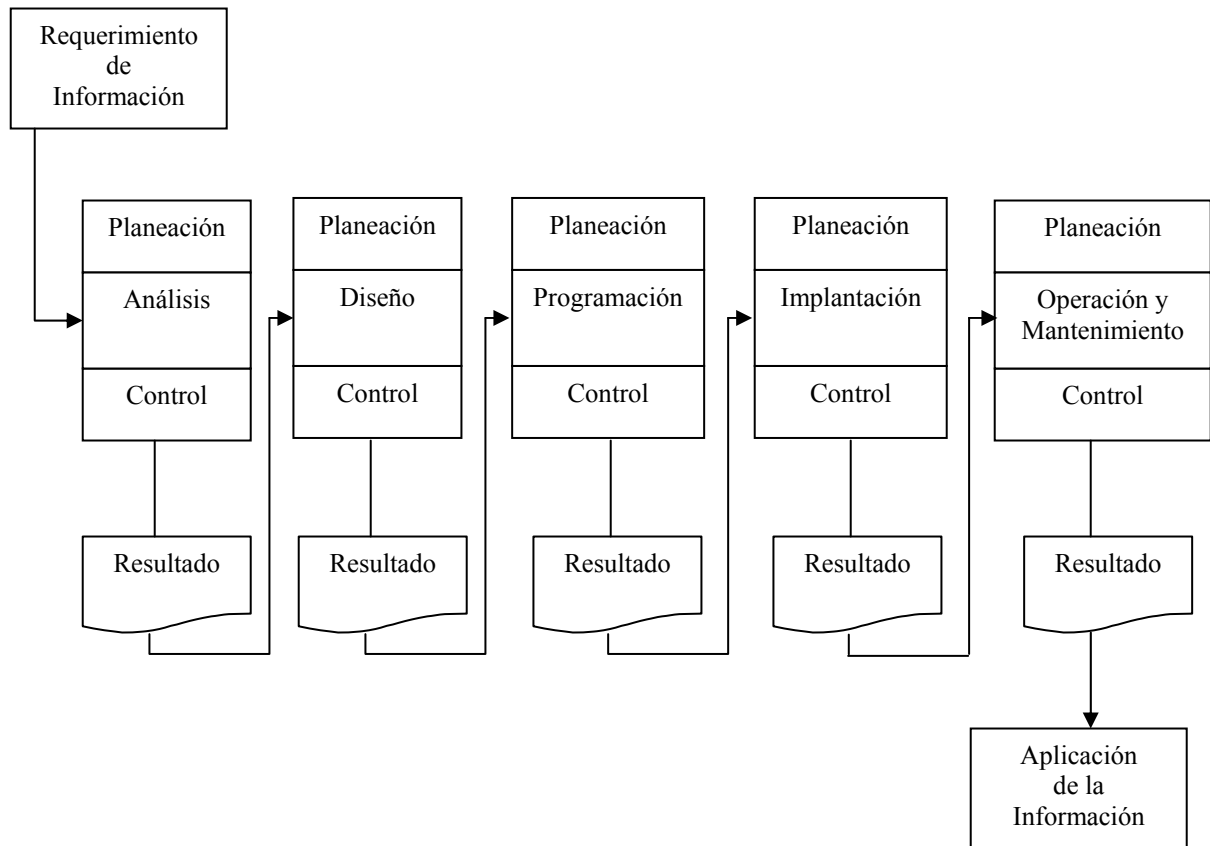 Requerimiento
de
Información
Planeación
Análisis
Control
Resultado
Planeación
Diseño
Control
Resultado
Planeación
Programación
Control
Resultado
Planeación
Implantación
Control
Resultado
Planeación
Operación y
Mantenimiento
Control
Resultado
Aplicación
de la
Información